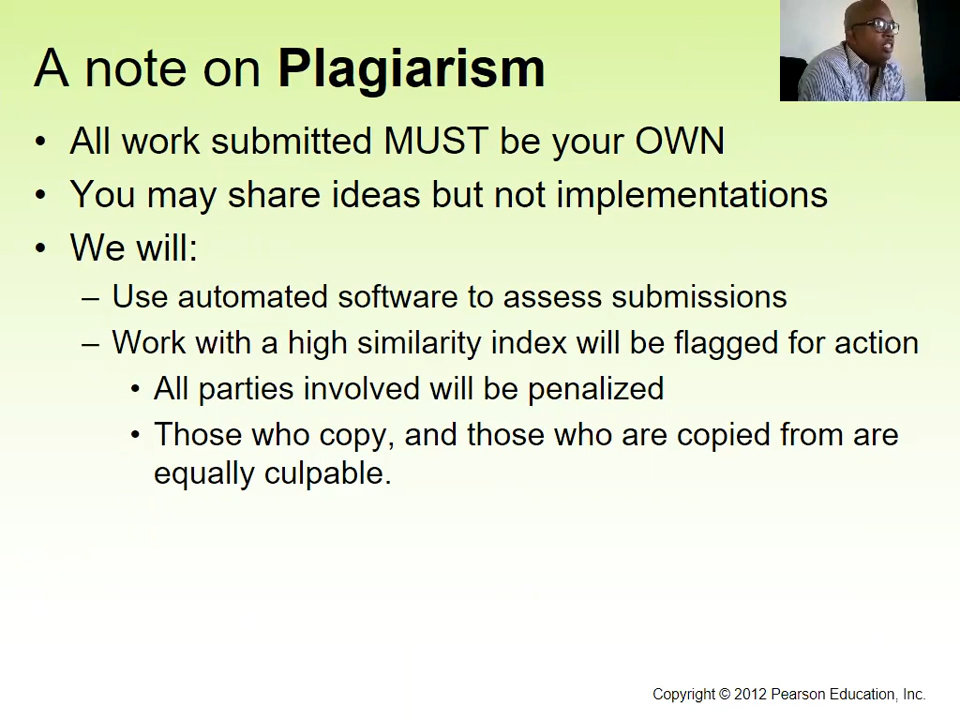 A note on Plagiarism
• All work submitted MUST be your OWN
• You may share ideas but not implementations
• We will:
– Use automated software to assess submissions
– Work with a high similarity index will be flagged for action
• All parties involved will be penalized
• Those who copy, and those who are copied from are
equally culpable.
Copyright © 2012 Pearson Education, Inc.